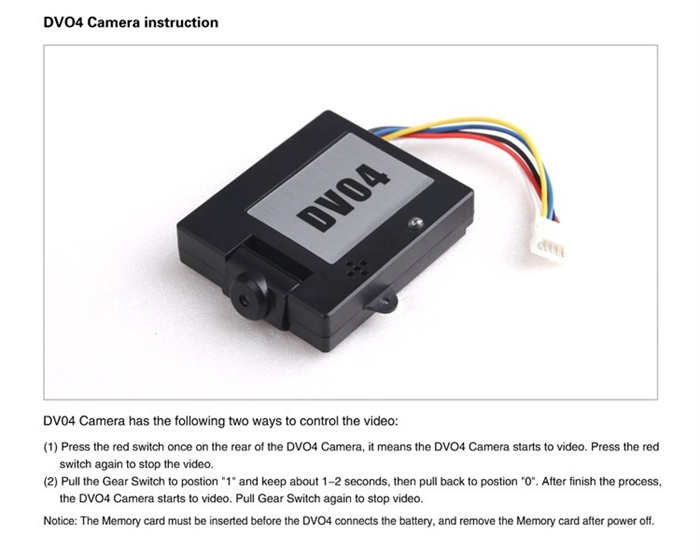 DVO4 Camera instruction
DV04
DV04 Camera has the following two ways to control the video:
(1) Press the red switch once on the rear of the DVO4 Camera, it means the DVO4 Camera starts to video. Press the red
switch again to stop the video.
(2) Pull the Gear Switch to postion "1" and keep about 1–2 seconds, then pull back to postion "0". After finish the process,
the DVO4 Camera starts to video. Pull Gear Switch again to stop video.
Notice: The Memory card must be inserted before the DVO4 connects the battery, and remove the Memory card after power off.